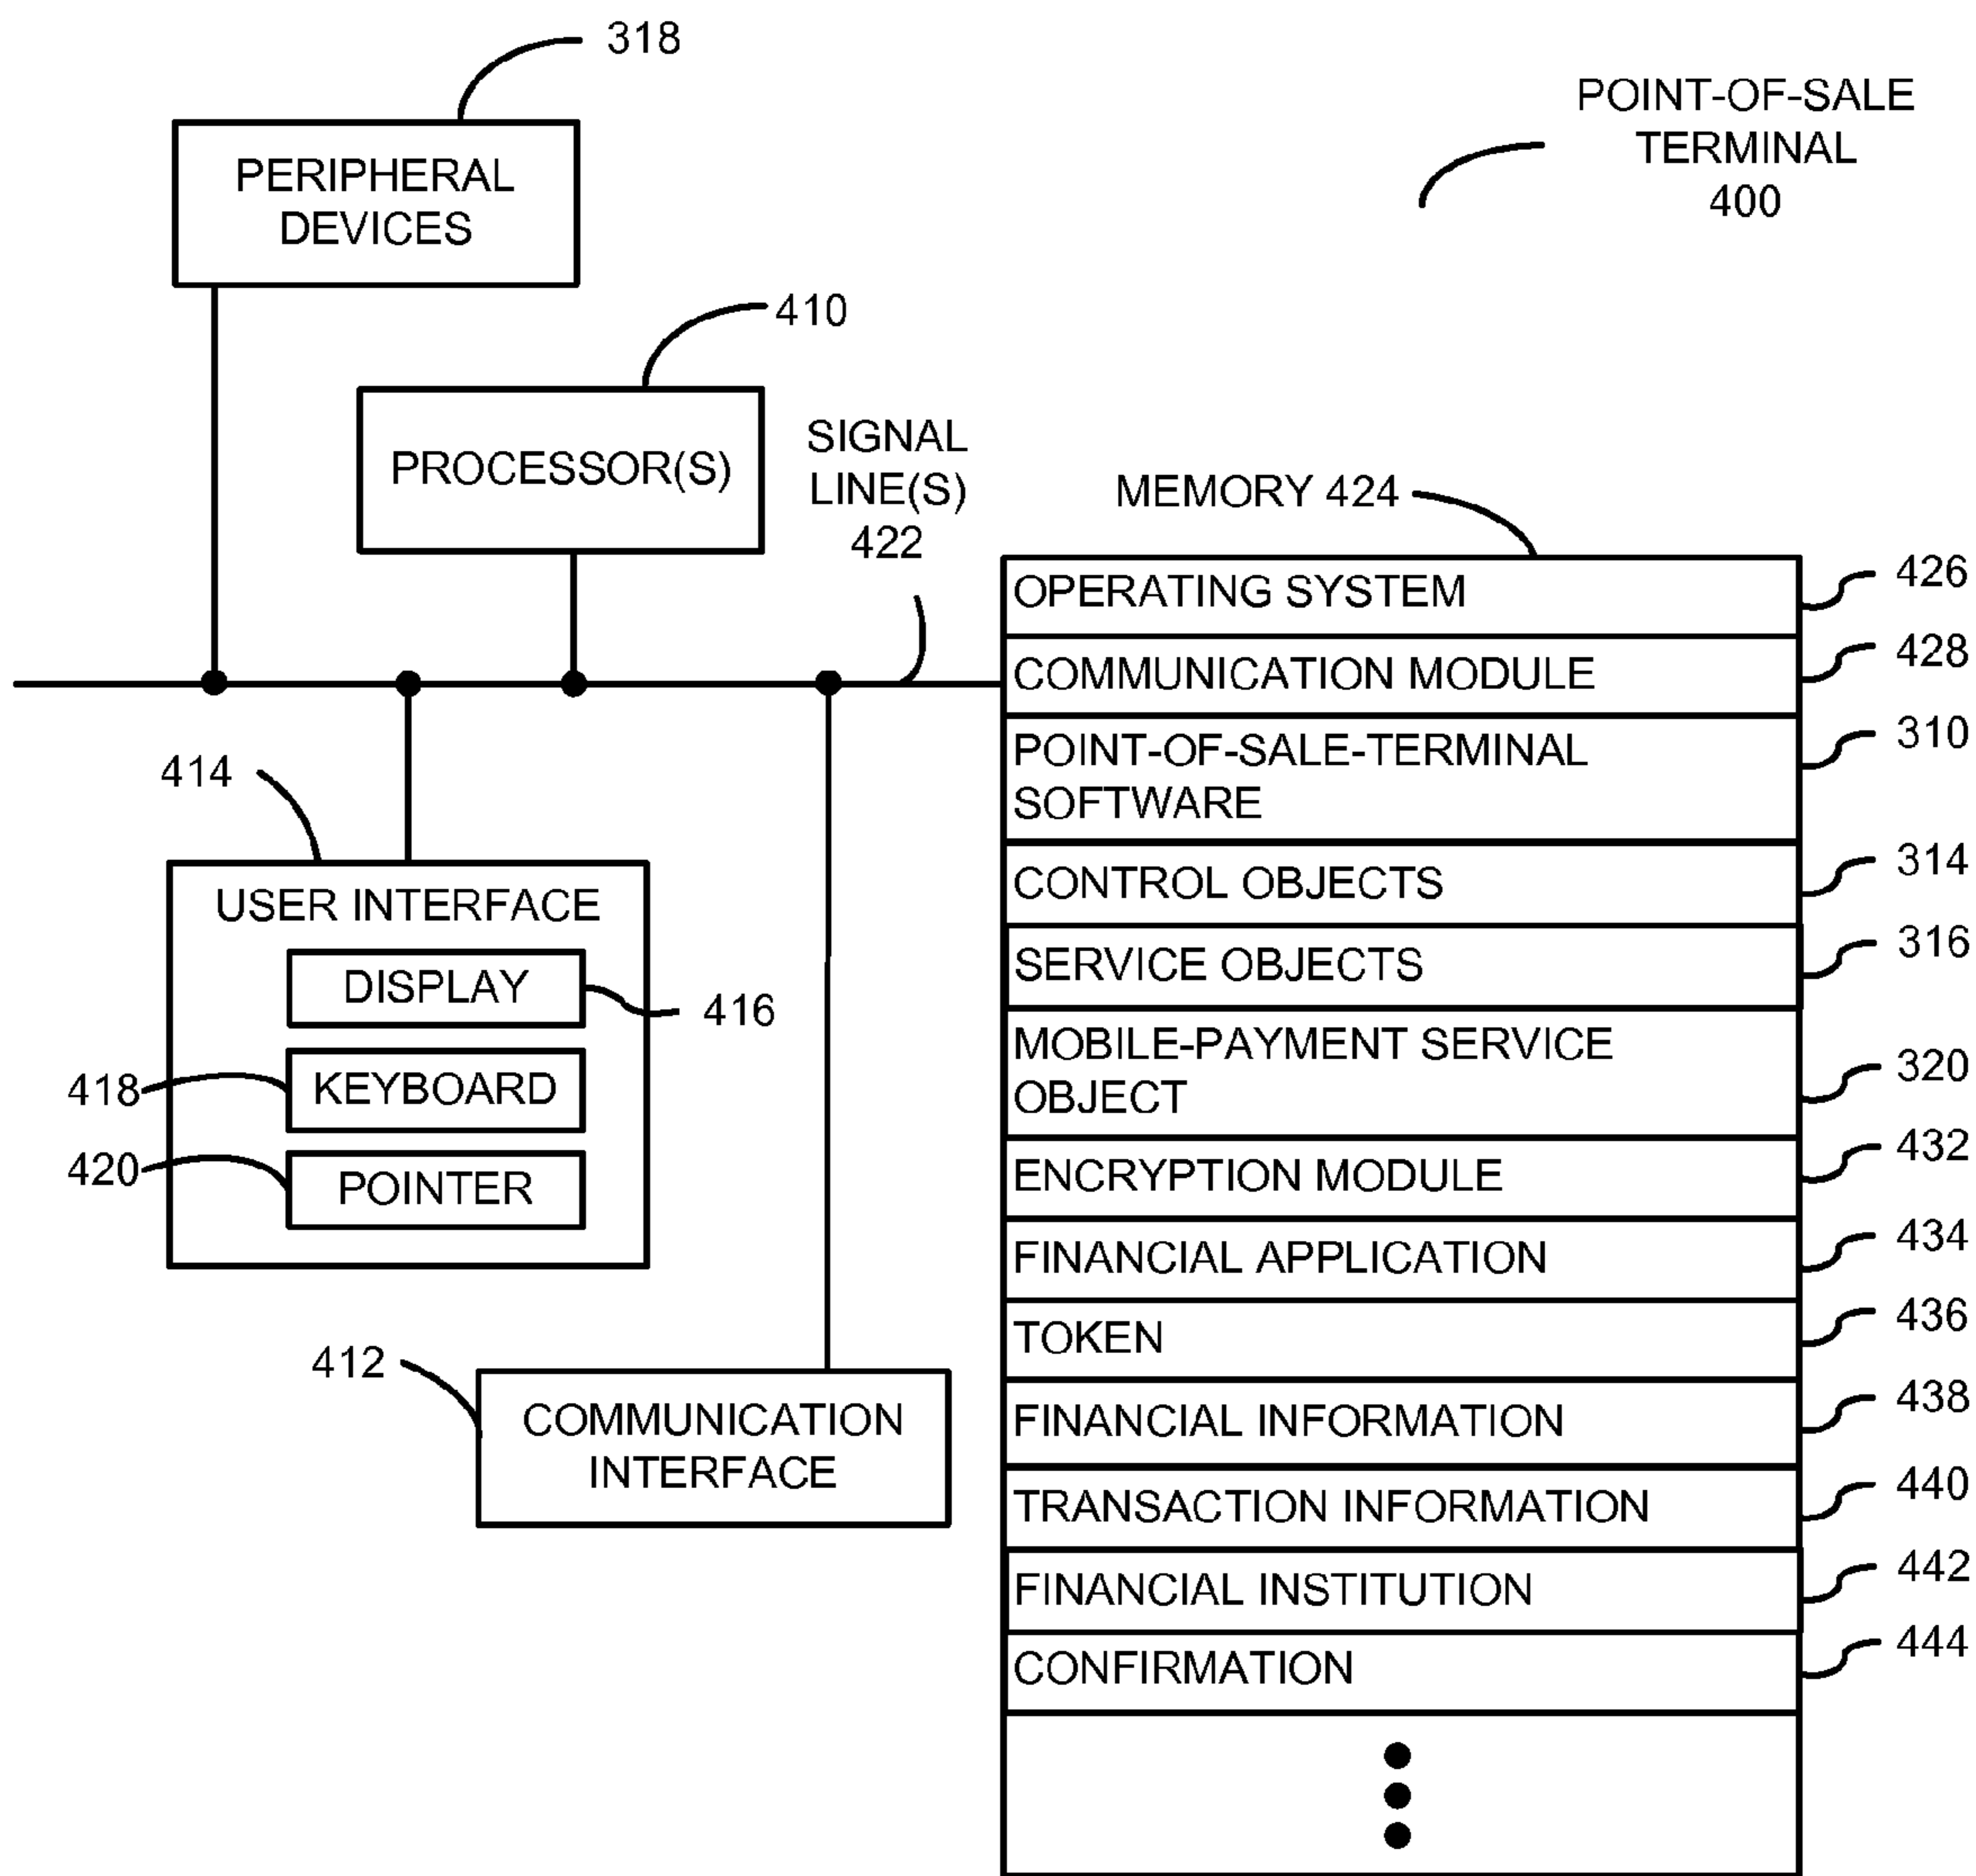 318
POINT-OF-SALE
TERMINAL
400
PERIPHERAL
DEVICES
410
PROCESSOR(S)
SIGNAL
LINE(S)
422
MEMORY 424
OPERATING SYSTEM
426
COMMUNICATION MODULE
428
POINT-OF-SALE-TERMINAL
SOFTWARE
310
CONTROL OBJECTS
314
SERVICE OBJECTS
316
MOBILE-PAYMENT SERVICE
OBJECT
320
ENCRYPTION MODULE
432
FINANCIAL APPLICATION
434
TOKEN
436
FINANCIAL INFORMATION
438
TRANSACTION INFORMATION
440
FINANCIAL INSTITUTION
442
CONFIRMATION
444
414
USER INTERFACE
DISPLAY
416
418
KEYBOARD
420
POINTER
412
COMMUNICATION
INTERFACE